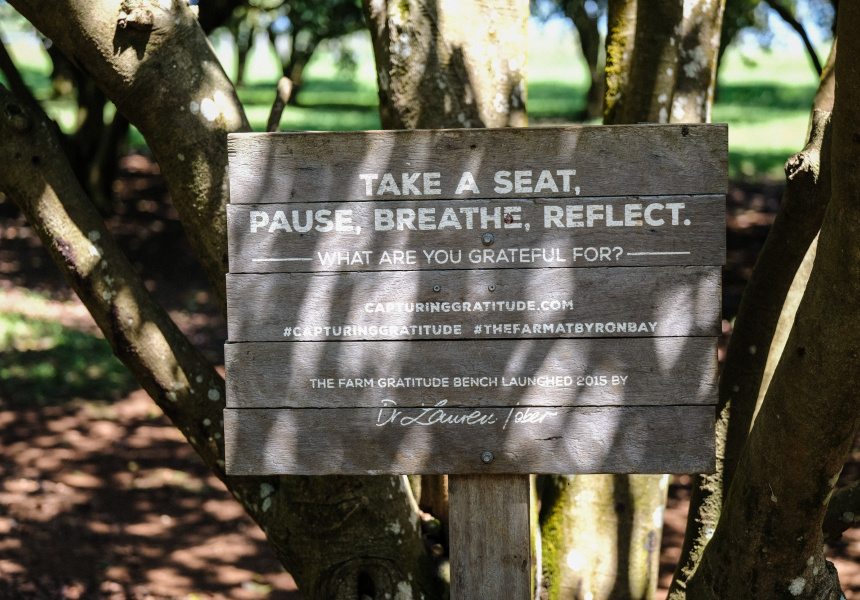 TAKE A SEAT,
PAUSE, BREATHE, REFLECT.
WHAT ARE YOU GRATEFUL FOR?
CAPTURINGGRATITUDE.COM
#CAPTURINGGRATITUDE #THEFARMATBYRONBAY
THE FARM GRATITUDE BENCH LAUNCHED 2015 BY
Dr Lauren Tober